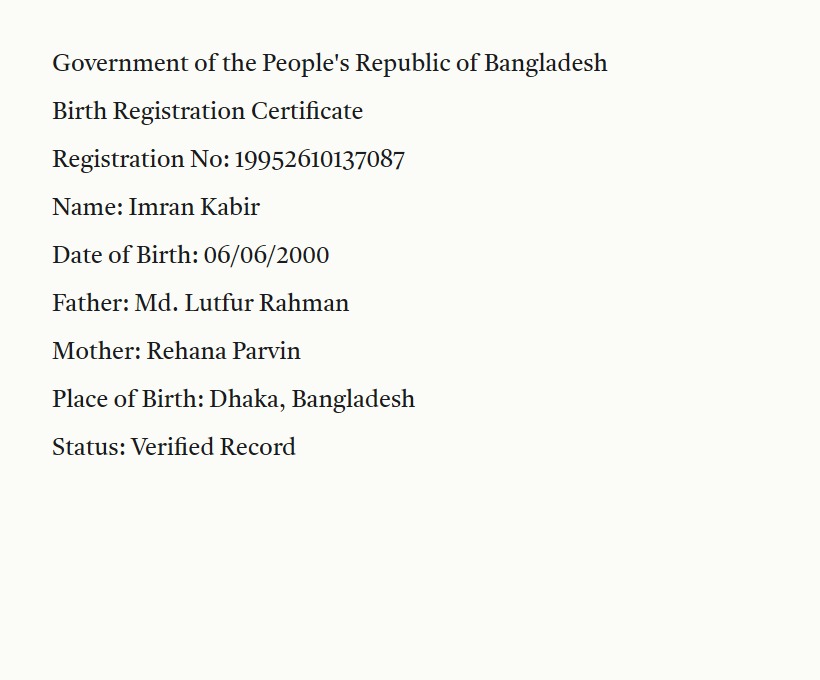 Government of the People's Republic of Bangladesh
Birth Registration Certificate
Registration No: 19952610137087
Name: Imran Kabir
Date of Birth: 06/06/2000
Father: Md. Lutfur Rahman
Mother: Rehana Parvin
Place of Birth: Dhaka, Bangladesh
Status: Verified Record